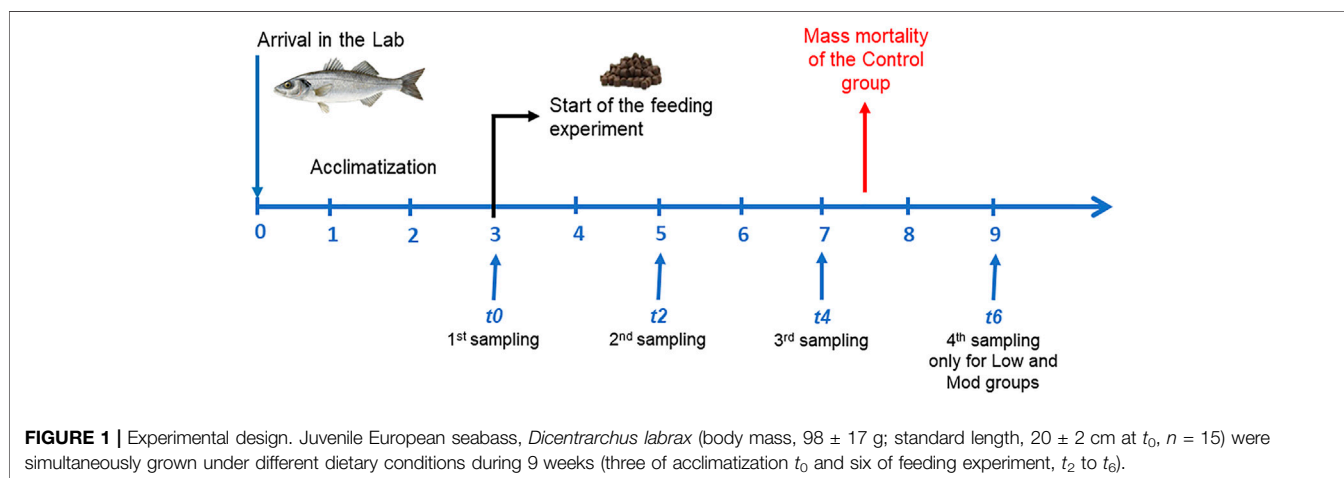 Arrival in the Lab
Mass mortality
of the Control
group
Start of the feeding
experiment
Acclimatization
0 1 2 3 4 5 6 7 8 9
t0 t2 t4 t6
1st sampling 2nd sampling 3rd sampling 4th sampling
only for Low and
Mod groups
FIGURE 1 | Experimental design. Juvenile European seabass, Dicentrarchus labrax (body mass, 98 ± 17 g; standard length, 20 ± 2 cm at t0, n = 15) were
simultaneously grown under different dietary conditions during 9 weeks (three of acclimatization t0 and six of feeding experiment, t2 to t6).